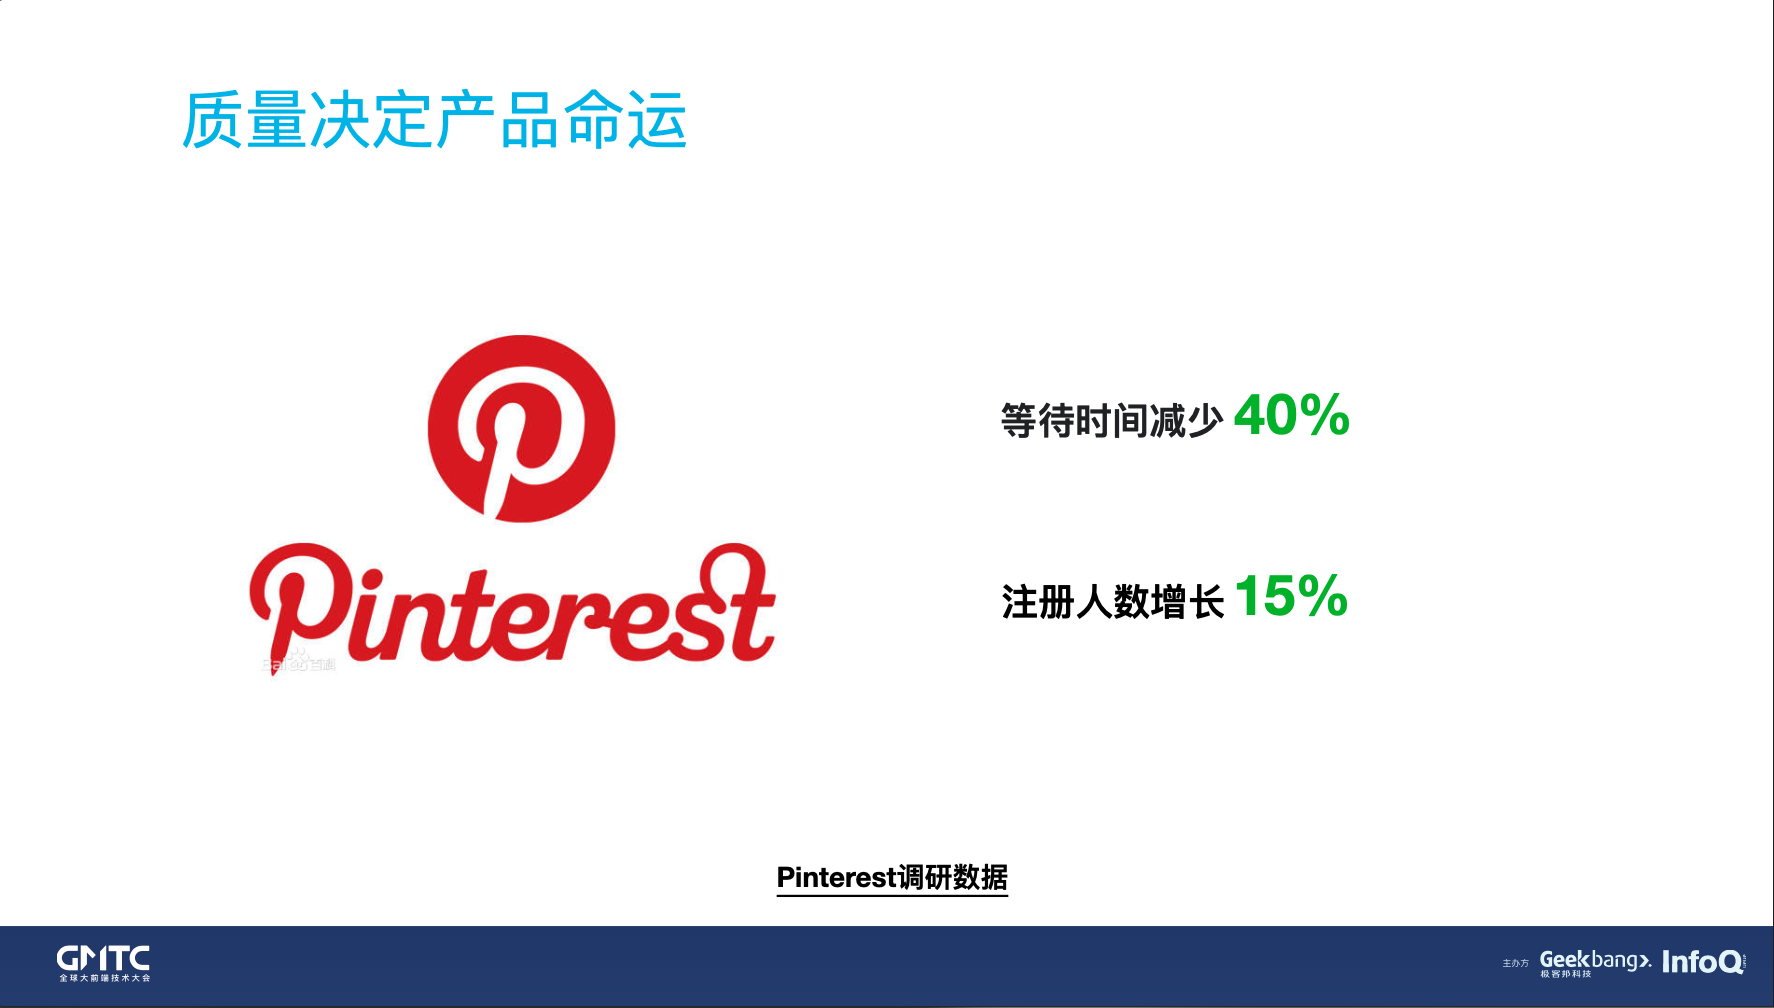 质量决定产品命运
Pinterest
Baidu百科
等待时间减少 40%
注册人数增长 15%
Pinterest调研数据
GMTC
全球大前端技术大会
主办方
Geekbang>.
极客邦科技
InfoQ